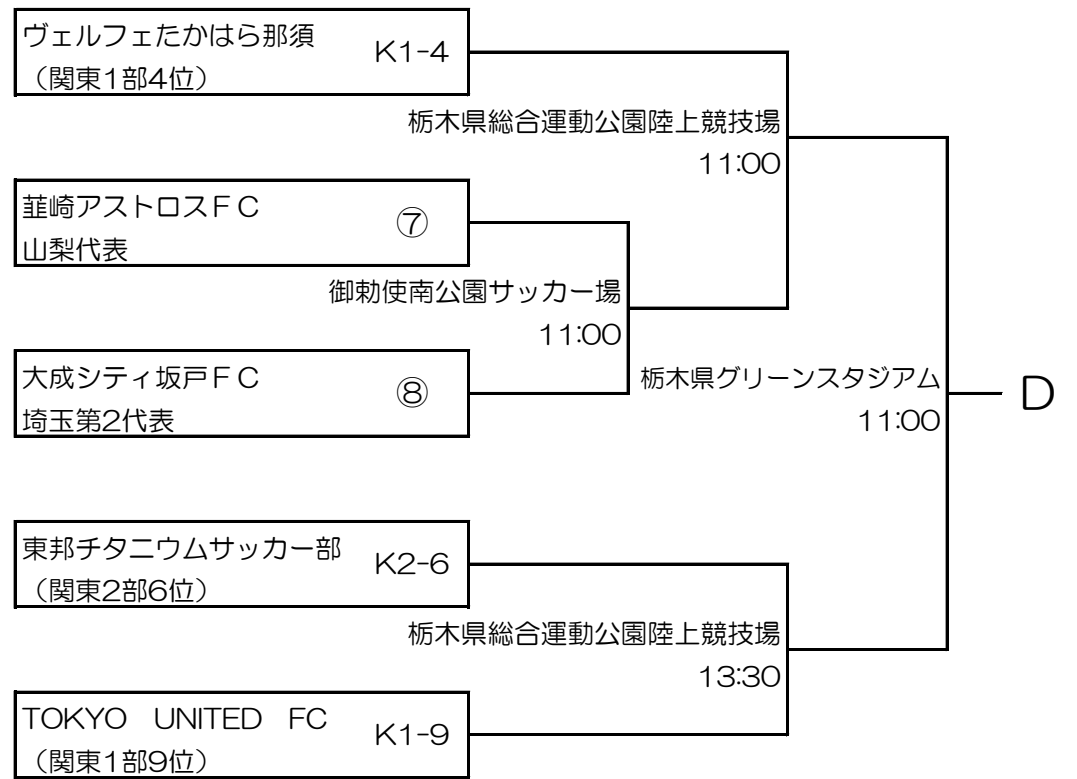 ヴェルフェたかはら那須
（関東1部4位）
K1-4
栃木県総合運動公園陸上競技場
11:00
韮崎アストロスＦＣ
山梨代表
⑦
御勅使南公園サッカー場
11:00
大成シティ坂戸ＦＣ
埼玉第2代表
⑧
栃木県グリーンスタジアム
11:00
D
東邦チタニウムサッカー部
（関東2部6位）
K2-6
栃木県総合運動公園陸上競技場
13:30
TOKYO　UNITED　FC
（関東1部9位）
K1-9